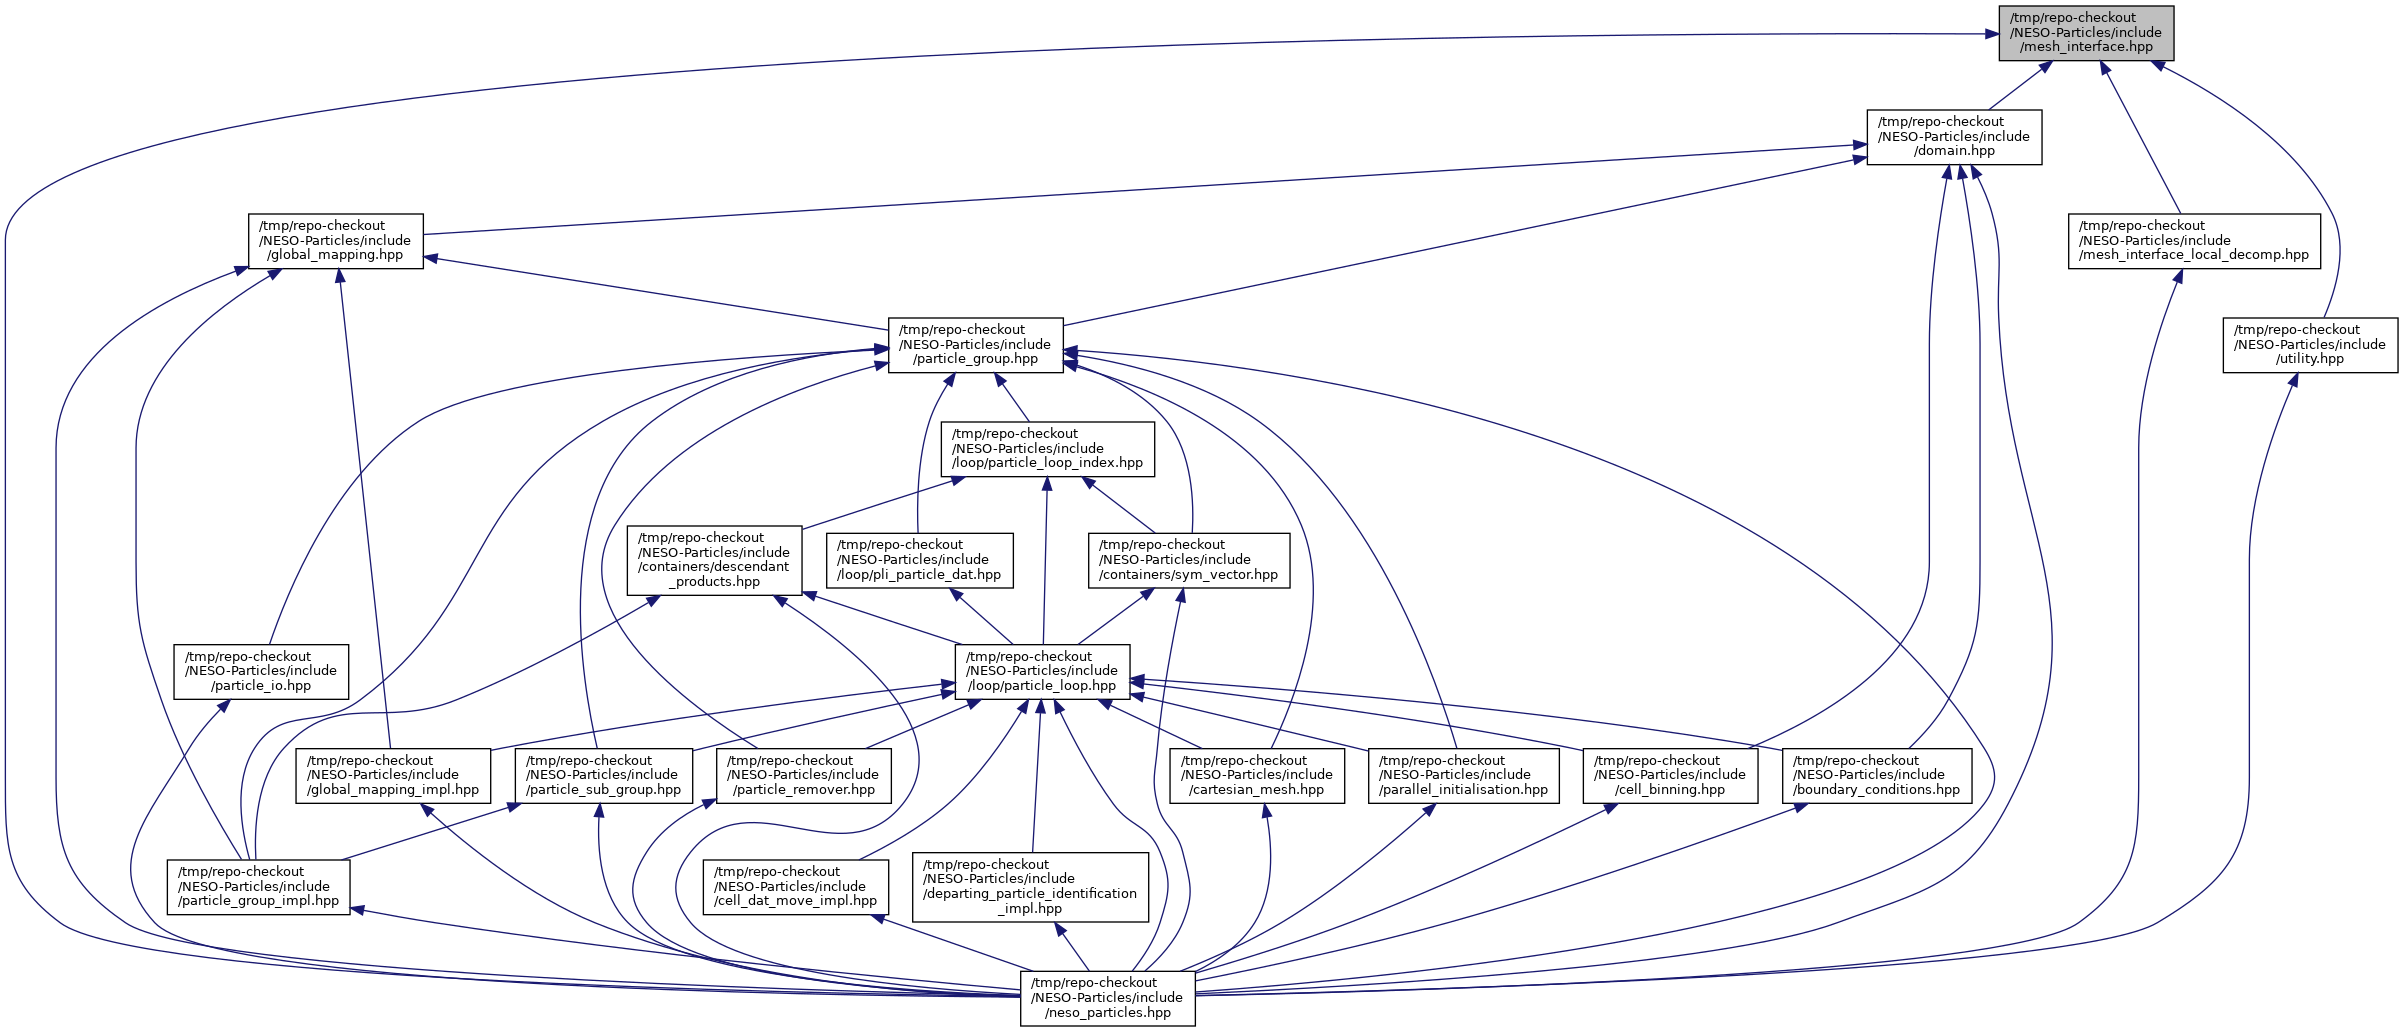 /tmp/repo-checkout
/NESO-Particles/include
/mesh_interface.hpp
/tmp/repo-checkout
/NESO-Particles/include
/domain.hpp
/tmp/repo-checkout
/NESO-Particles/include
/global_mapping.hpp
/tmp/repo-checkout
/NESO-Particles/include
/mesh_interface_local_decomp.hpp
/tmp/repo-checkout
/NESO-Particles/include
/particle_group.hpp
/tmp/repo-checkout
/NESO-Particles/include
/utility.hpp
/tmp/repo-checkout
/NESO-Particles/include
/loop/particle_loop_index.hpp
/tmp/repo-checkout
/NESO-Particles/include
/containers/descendant
_products.hpp
/tmp/repo-checkout
/NESO-Particles/include
/loop/pli_particle_dat.hpp
/tmp/repo-checkout
/NESO-Particles/include
/containers/sym_vector.hpp
/tmp/repo-checkout
/NESO-Particles/include
/particle_io.hpp
/tmp/repo-checkout
/NESO-Particles/include
/loop/particle_loop.hpp
/tmp/repo-checkout
/NESO-Particles/include
/global_mapping_impl.hpp
/tmp/repo-checkout
/NESO-Particles/include
/particle_sub_group.hpp
/tmp/repo-checkout
/NESO-Particles/include
/particle_remover.hpp
/tmp/repo-checkout
/NESO-Particles/include
/cartesian_mesh.hpp
/tmp/repo-checkout
/NESO-Particles/include
/parallel_initialisation.hpp
/tmp/repo-checkout
/NESO-Particles/include
/cell_binning.hpp
/tmp/repo-checkout
/NESO-Particles/include
/boundary_conditions.hpp
/tmp/repo-checkout
/NESO-Particles/include
/particle_group_impl.hpp
/tmp/repo-checkout
/NESO-Particles/include
/cell_dat_move_impl.hpp
/tmp/repo-checkout
/NESO-Particles/include
/departing_particle_identification
_impl.hpp
/tmp/repo-checkout
/NESO-Particles/include
/neso_particles.hpp